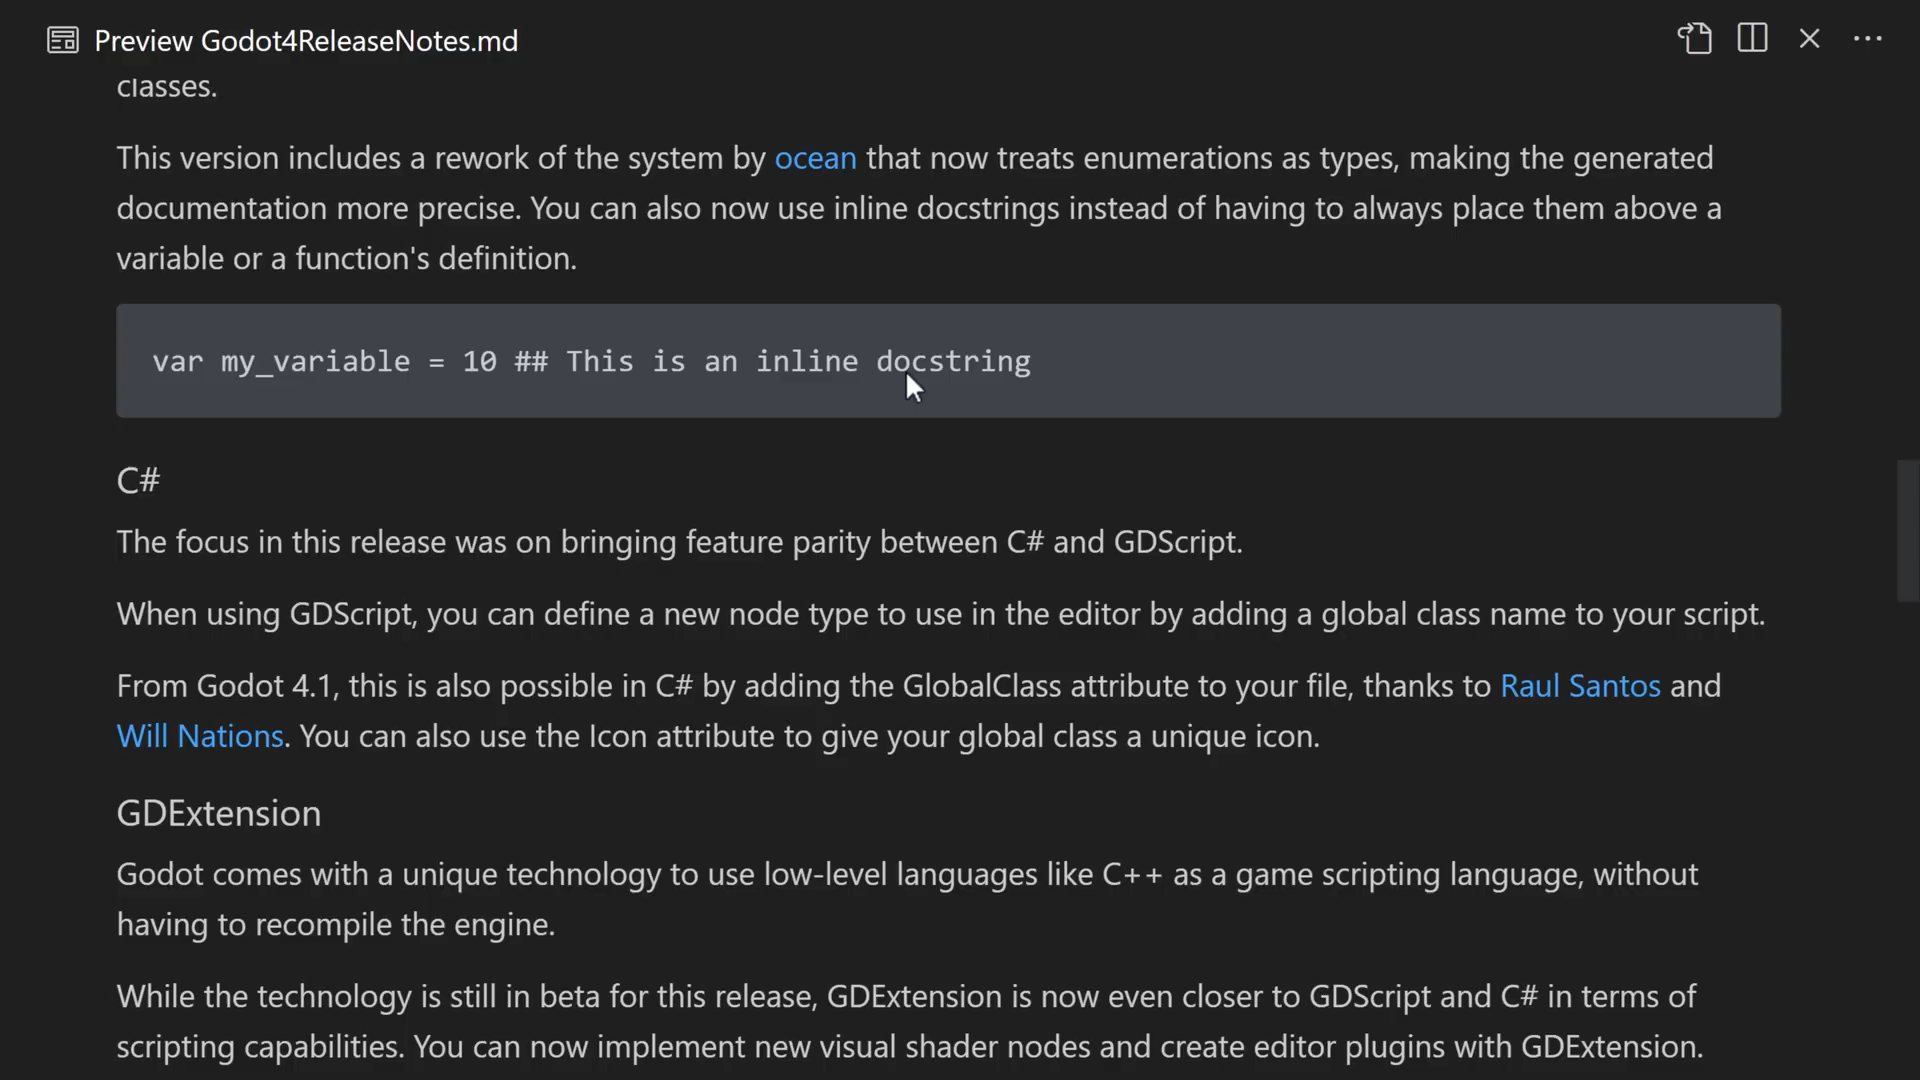 Preview Godot4ReleaseNotes.md
classes.
This version includes a rework of the system by ocean that now treats enumerations as types, making the generated
documentation more precise. You can also now use inline docstrings instead of having to always place them above a
variable or a function's definition.
var my_variable = 10 ## This is an inline docstring
C#
The focus in this release was on bringing feature parity between C# and GDScript.
When using GDScript, you can define a new node type to use in the editor by adding a global class name to your script.
From Godot 4.1, this is also possible in C# by adding the GlobalClass attribute to your file, thanks to Raul Santos and
Will Nations. You can also use the Icon attribute to give your global class a unique icon.
GDExtension
Godot comes with a unique technology to use low-level languages like C++ as a game scripting language, without
having to recompile the engine.
While the technology is still in beta for this release, GDExtension is now even closer to GDScript and C# in terms of
scripting capabilities. You can now implement new visual shader nodes and create editor plugins with GDExtension.